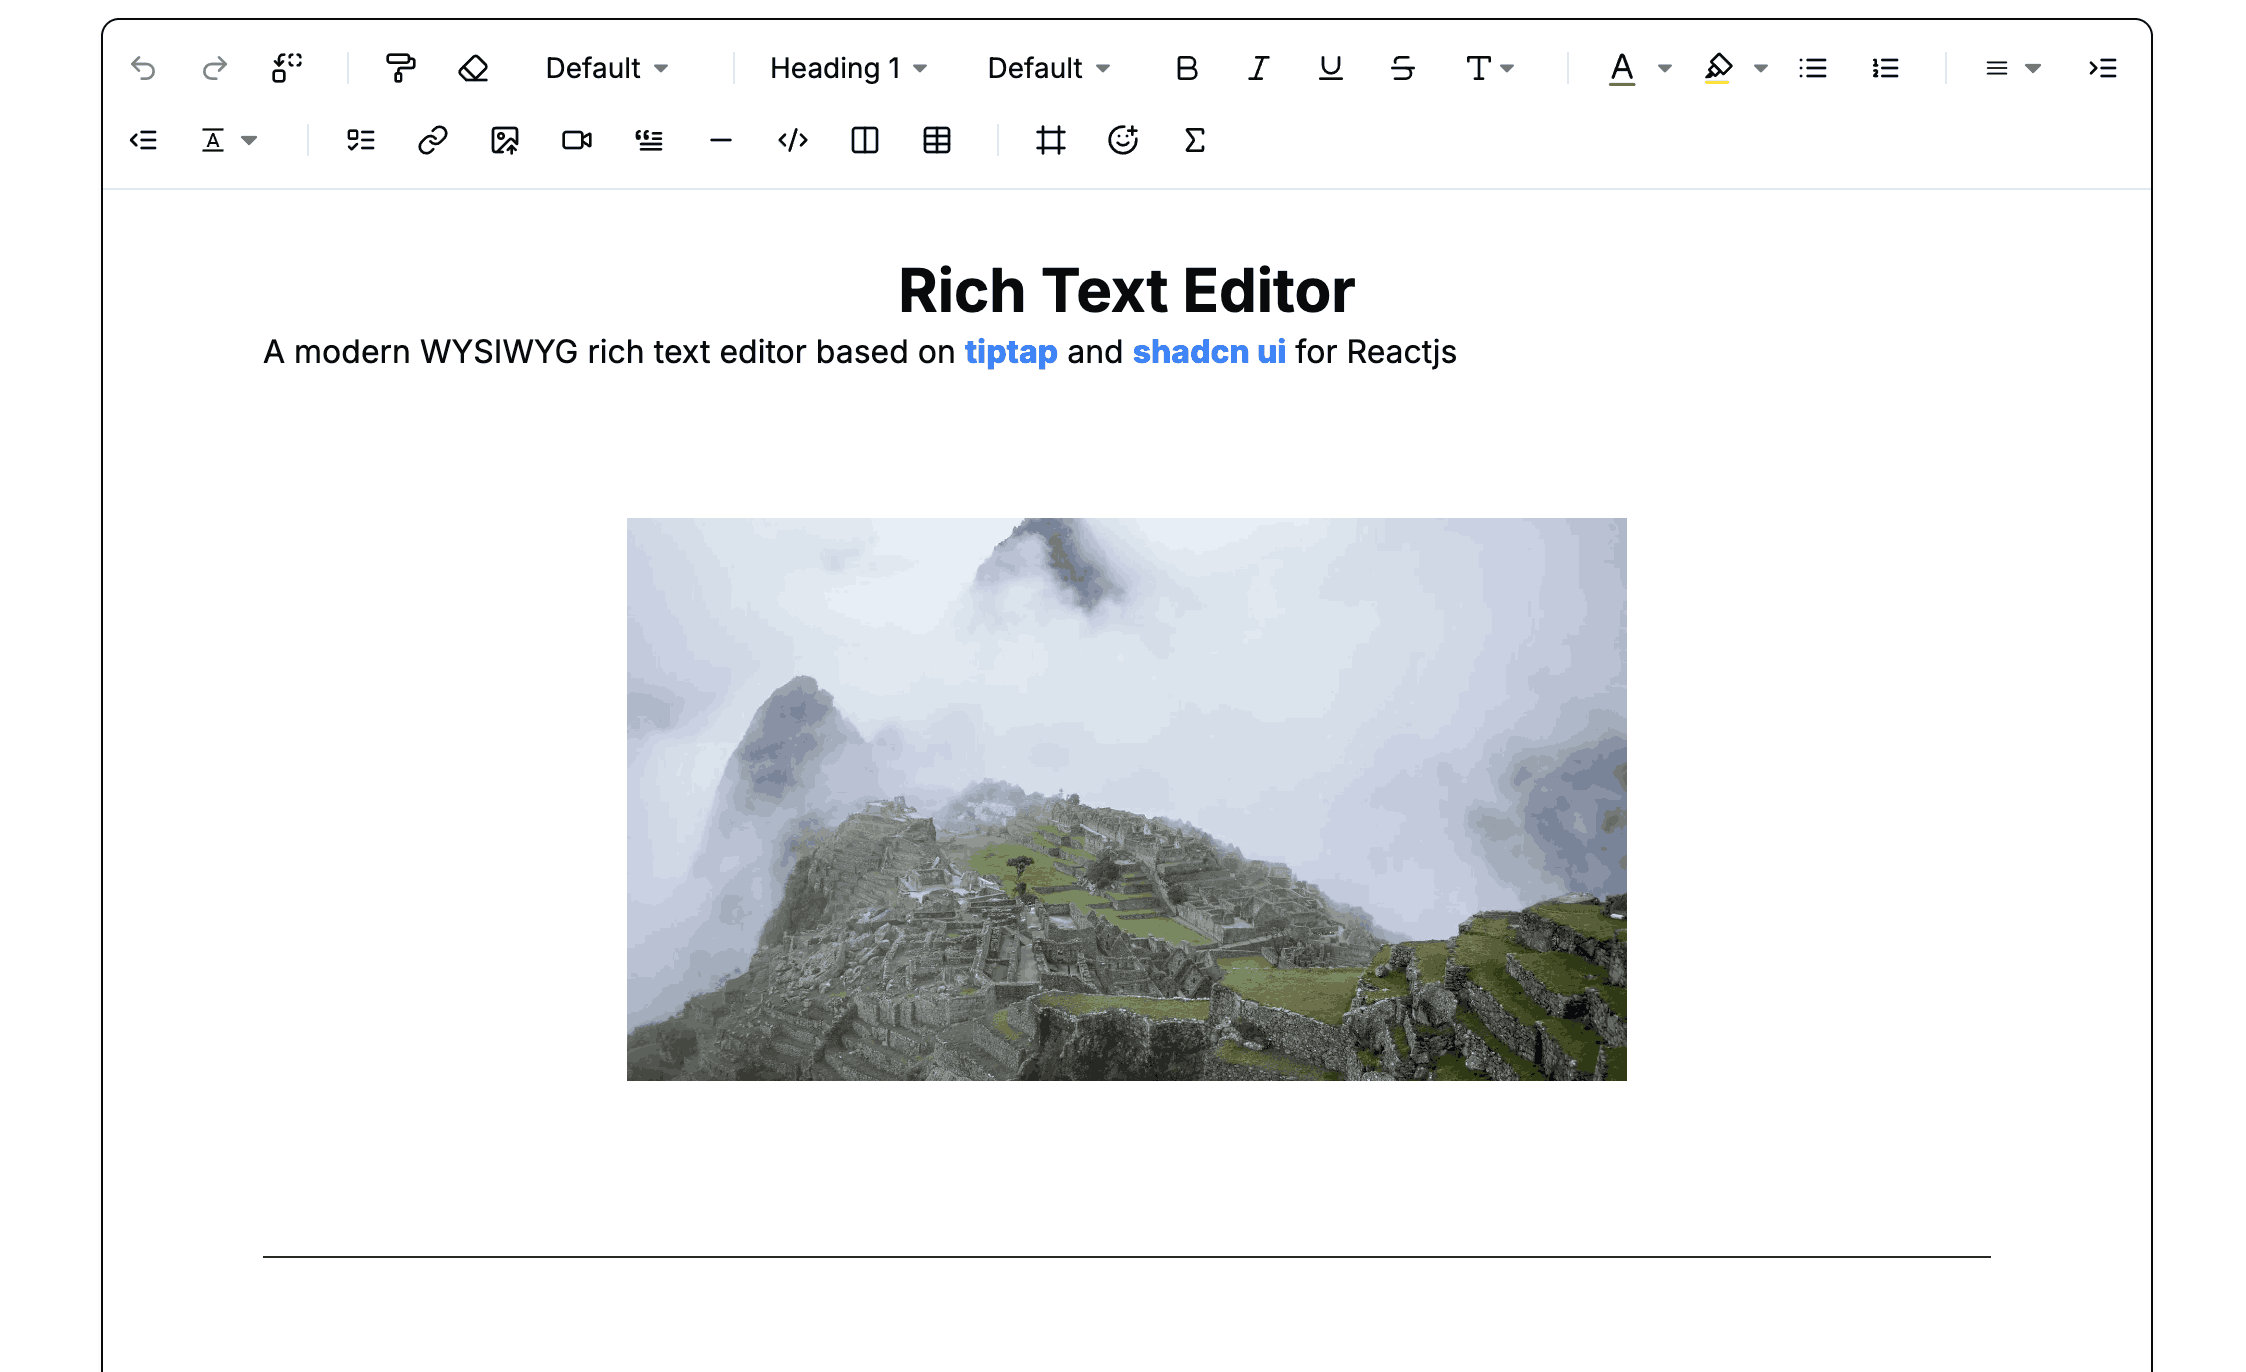 Default Heading 1 Default
Rich Text Editor
A modern WYSIWYG rich text editor based on tiptap and shadcn ui for Reactjs